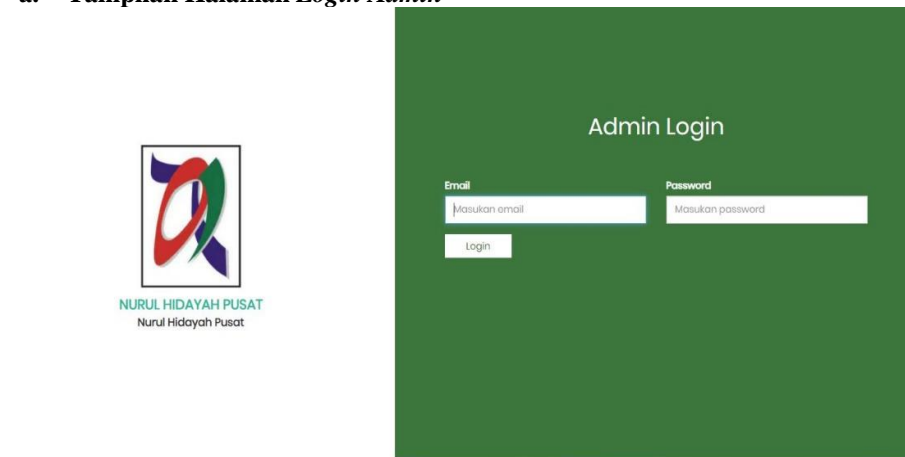 a. Tampilan Halaman Login Admin
Admin Login
Email
Password
Masukan email
Masukan password
Login
NURUL HIDAYAH PUSAT
Nurul Hidayah Pusat